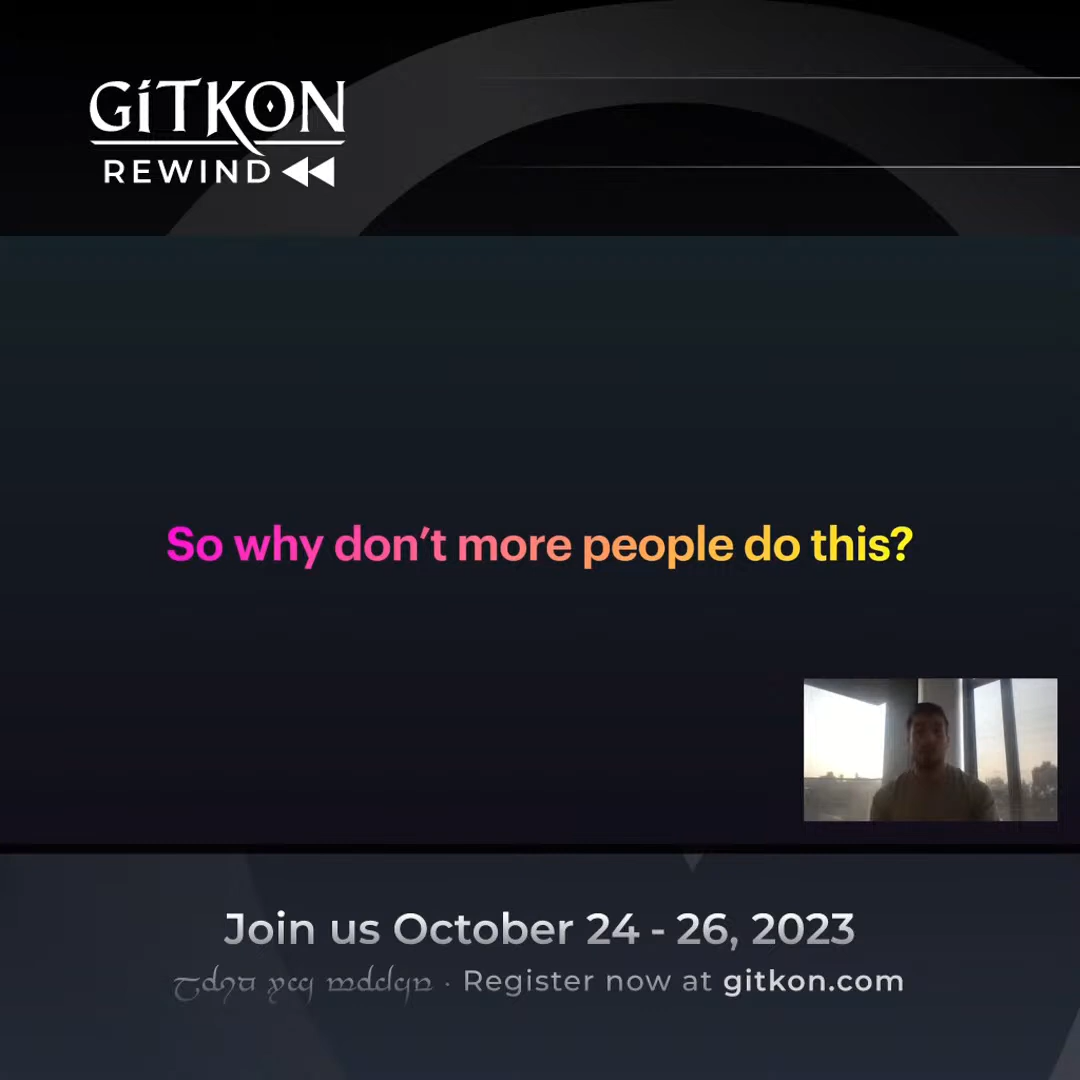 GiTKON
REWIND
So why don't more people do this?
Join us October 24 - 26, 2023
· Register now at gitkon.com